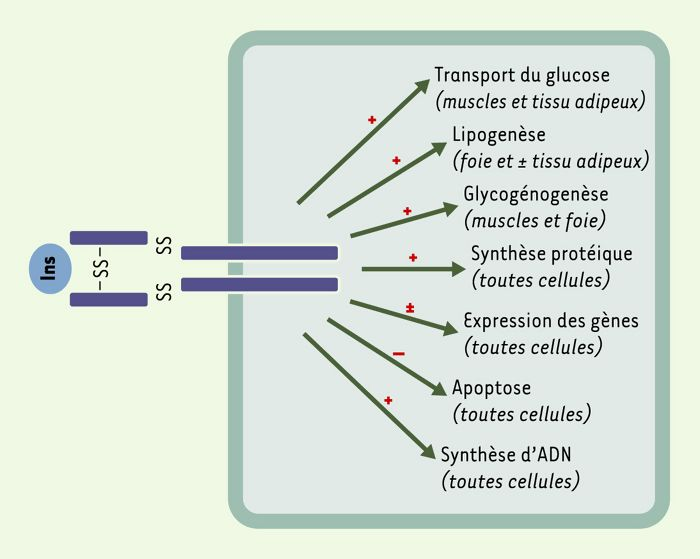 Transport du glucose
(muscles et tissu adipeux)
+
Lipogenèse
(foie et ± tissu adipeux)
+
Glycogénogenèse
(muscles et foie)
+
Synthèse protéique
(toutes cellules)
+
Expression des gènes
(toutes cellules)
±
Apoptose
(toutes cellules)
–
Synthèse d'ADN
(toutes cellules)
+
Ins
–SS–
SS
SS